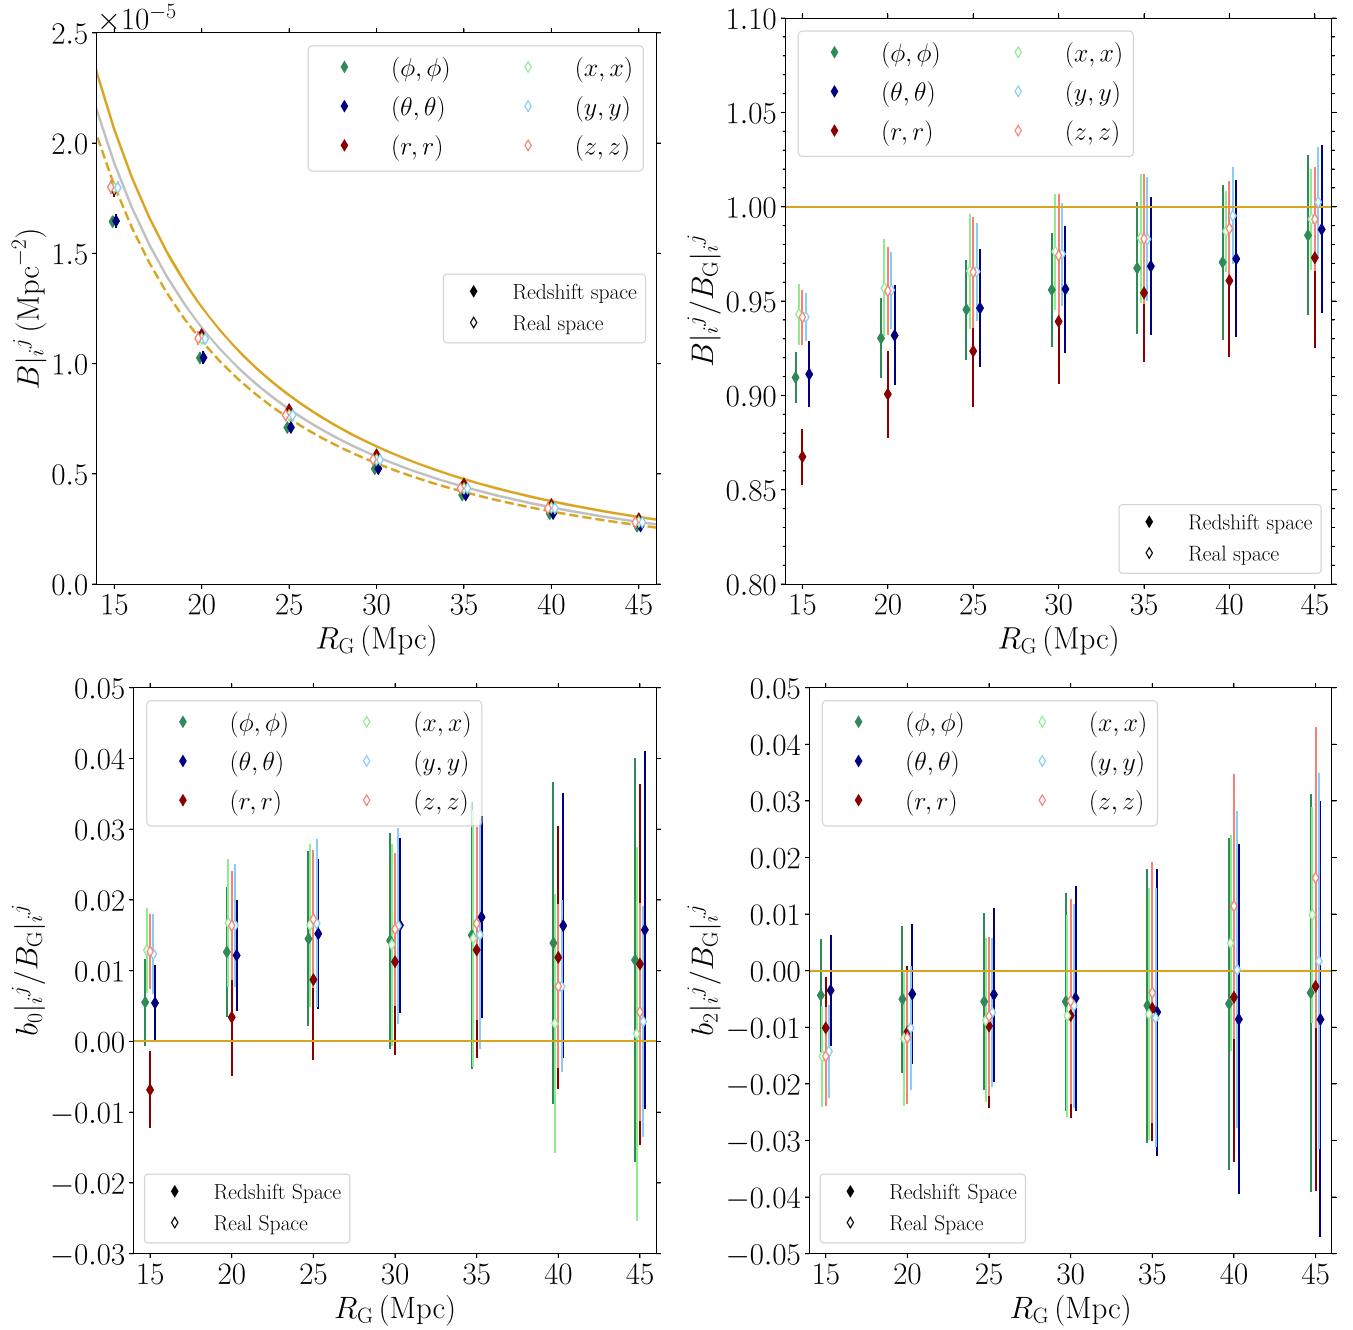 ×10⁻⁵
2.5
2.0
1.5
1.0
0.5
0.0
B|ᵢʲ (Mpc⁻²)
(ϕ, ϕ) (x, x)
(θ, θ) (y, y)
(r, r) (z, z)
Redshift space
Real space
15 20 25 30 35 40 45
R_G (Mpc)
1.10
1.05
1.00
0.95
0.90
0.85
0.80
B|ᵢʲ/B_G|ᵢʲ
(ϕ, ϕ) (x, x)
(θ, θ) (y, y)
(r, r) (z, z)
Redshift space
Real space
15 20 25 30 35 40 45
R_G (Mpc)
0.05
0.04
0.03
0.02
0.01
0.00
−0.01
−0.02
−0.03
b₀|ᵢʲ/B_G|ᵢʲ
(ϕ, ϕ) (x, x)
(θ, θ) (y, y)
(r, r) (z, z)
Redshift Space
Real Space
15 20 25 30 35 40 45
R_G (Mpc)
0.05
0.04
0.03
0.02
0.01
0.00
−0.01
−0.02
−0.03
−0.04
−0.05
b₂|ᵢʲ/B_G|ᵢʲ
(ϕ, ϕ) (x, x)
(θ, θ) (y, y)
(r, r) (z, z)
Redshift Space
Real Space
15 20 25 30 35 40 45
R_G (Mpc)